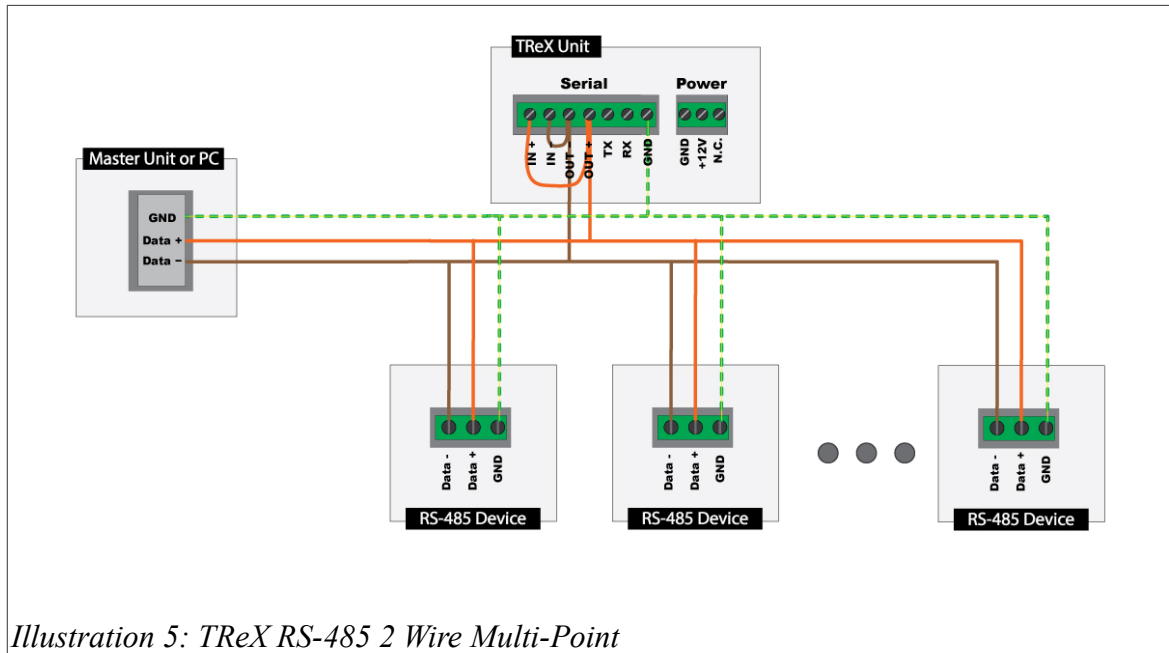 TReX Unit
Serial
Power
IN +
IN -
OUT -
OUT +
TX
RX
GND
GND
+12V
N.C.
Master Unit or PC
GND
Data +
Data −
Data -
Data +
GND
RS-485 Device
Data -
Data +
GND
RS-485 Device
Data -
Data +
GND
RS-485 Device
Illustration 5: TReX RS-485 2 Wire Multi-Point